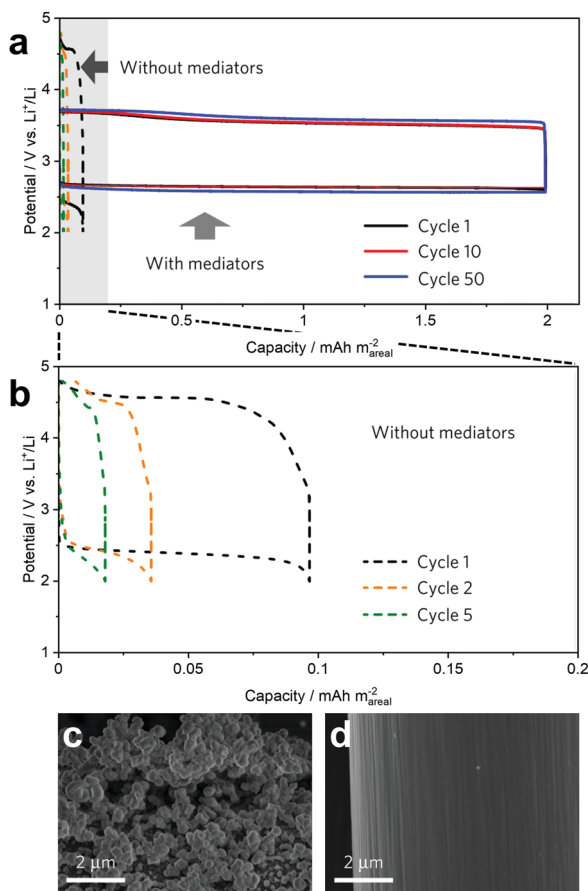 a
5
4
3
2
1
Potential / V vs. Li⁺/Li
Without mediators
With mediators
Cycle 1
Cycle 10
Cycle 50
0 0.5 1 1.5 2
Capacity / mAh m⁻²areal
b
5
4
3
2
1
Potential / V vs. Li⁺/Li
Without mediators
Cycle 1
Cycle 2
Cycle 5
0 0.05 0.1 0.15 0.2
Capacity / mAh m⁻²areal
c
2 μm
d
2 μm